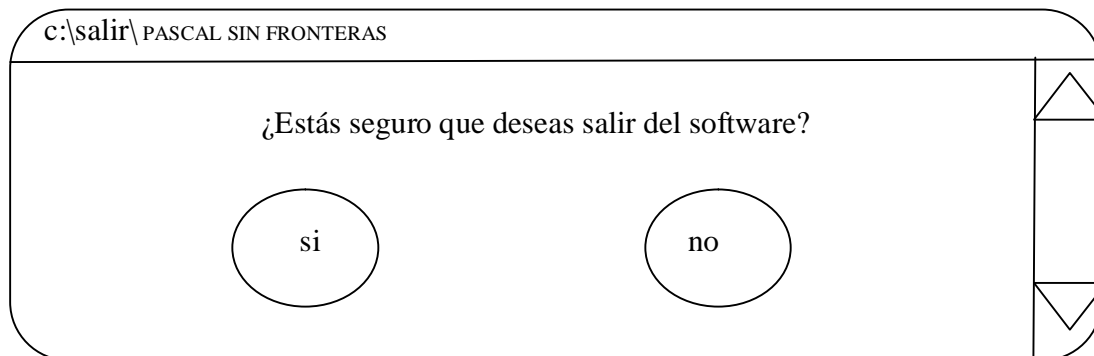 c:\salir\ PASCAL SIN FRONTERAS
¿Estás seguro que deseas salir del software?
si no